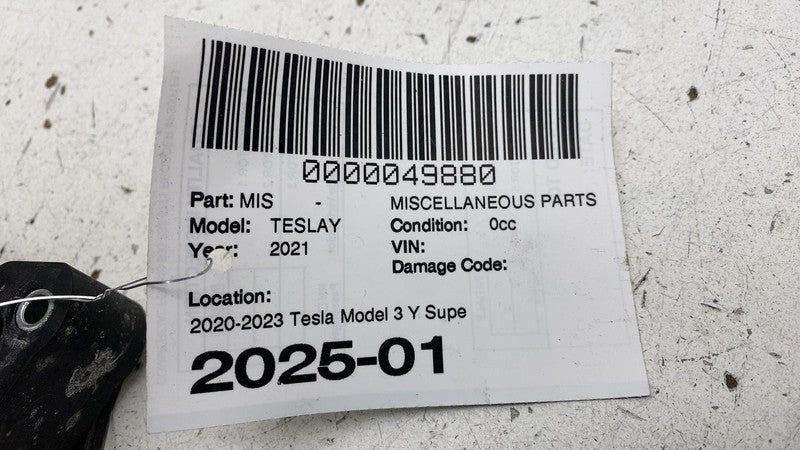 0000049880
Part: MIS - MISCELLANEOUS PARTS
Model: TESLAY Condition: 0cc
Year: 2021 VIN:
Damage Code:
Location:
2020-2023 Tesla Model 3 Y Supe
2025-01